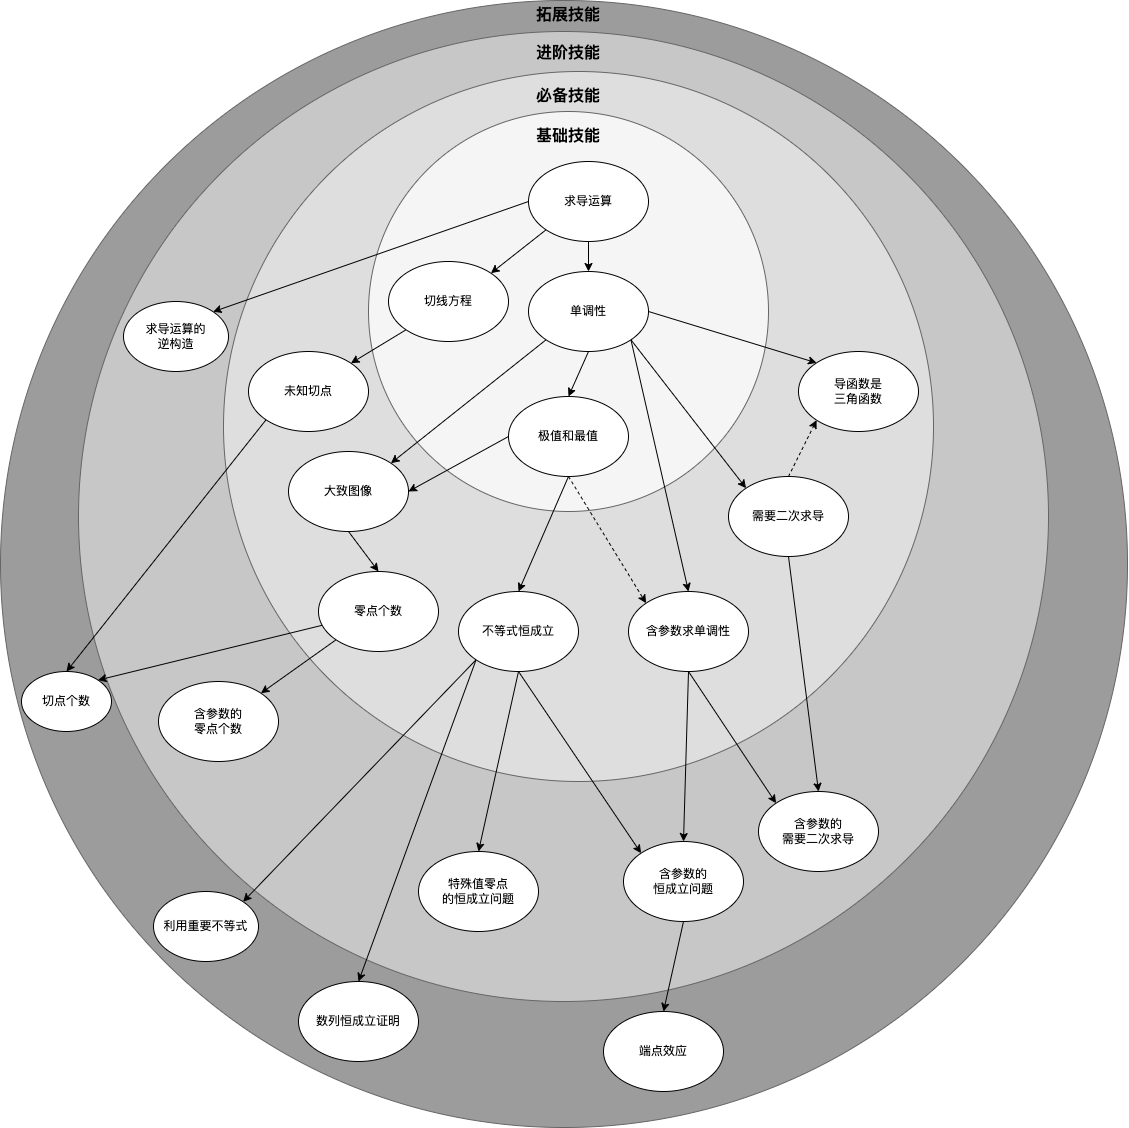 拓展技能
进阶技能
必备技能
基础技能
求导运算
切线方程
单调性
求导运算的
逆构造
未知切点
导函数是
三角函数
极值和最值
大致图像
需要二次求导
零点个数
不等式恒成立
含参数求单调性
切点个数
含参数的
零点个数
含参数的
需要二次求导
特殊值零点
的恒成立问题
含参数的
恒成立问题
利用重要不等式
数列恒成立证明
端点效应